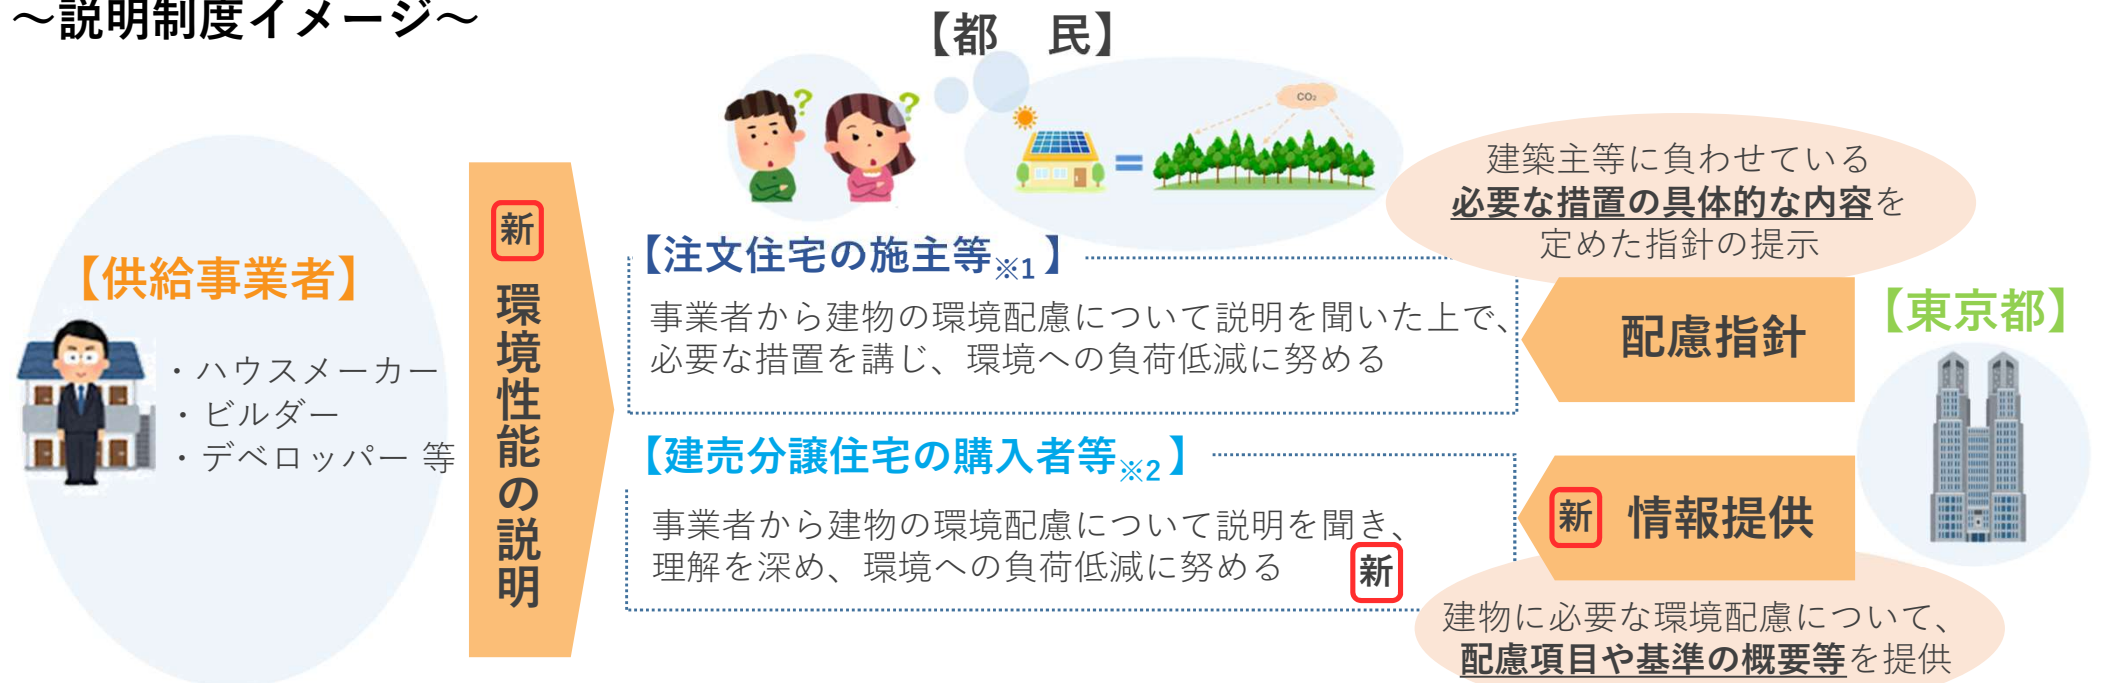 ～説明制度イメージ～
【都　民】
?
?
CO₂
【供給事業者】
・ハウスメーカー
・ビルダー
・デベロッパー 等
新
環境性能の説明
【注文住宅の施主等※1】
事業者から建物の環境配慮について説明を聞いた上で、
必要な措置を講じ、環境への負荷低減に努める
【建売分譲住宅の購入者等※2】
事業者から建物の環境配慮について説明を聞き、
理解を深め、環境への負荷低減に努める
新
建築主等に負わせている
必要な措置の具体的な内容を
定めた指針の提示
配慮指針
【東京都】
新 情報提供
建物に必要な環境配慮について、
配慮項目や基準の概要等を提供